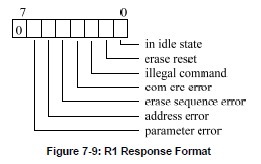 7 0
0
in idle state
erase reset
illegal command
com crc error
erase sequence error
address error
parameter error
Figure 7-9: R1 Response Format